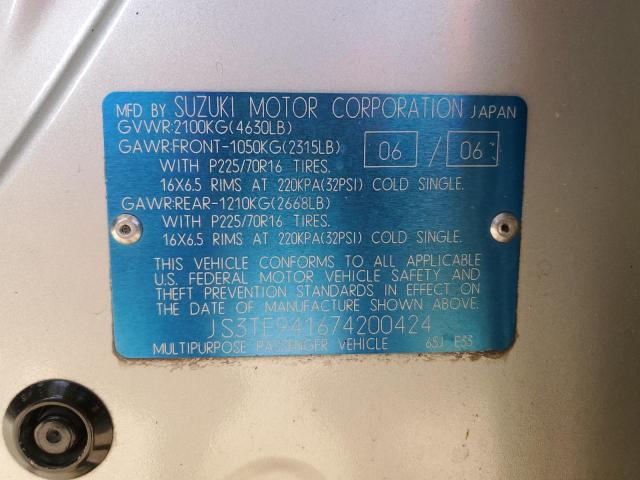 MFD BY SUZUKI MOTOR CORPORATION JAPAN
GVWR:2100KG(4630LB)
GAWR:FRONT-1050KG(2315LB) 06 / 06
WITH P225/70R16 TIRES.
16X6.5 RIMS AT 220KPA(32PSI) COLD SINGLE.
GAWR:REAR-1210KG(2668LB)
WITH P225/70R16 TIRES.
16X6.5 RIMS AT 220KPA(32PSI) COLD SINGLE.
THIS VEHICLE CONFORMS TO ALL APPLICABLE
U.S. FEDERAL MOTOR VEHICLE SAFETY AND
THEFT PREVENTION STANDARDS IN EFFECT ON
THE DATE OF MANUFACTURE SHOWN ABOVE.
JS3TE941674200424
MULTIPURPOSE PASSENGER VEHICLE 65J E33